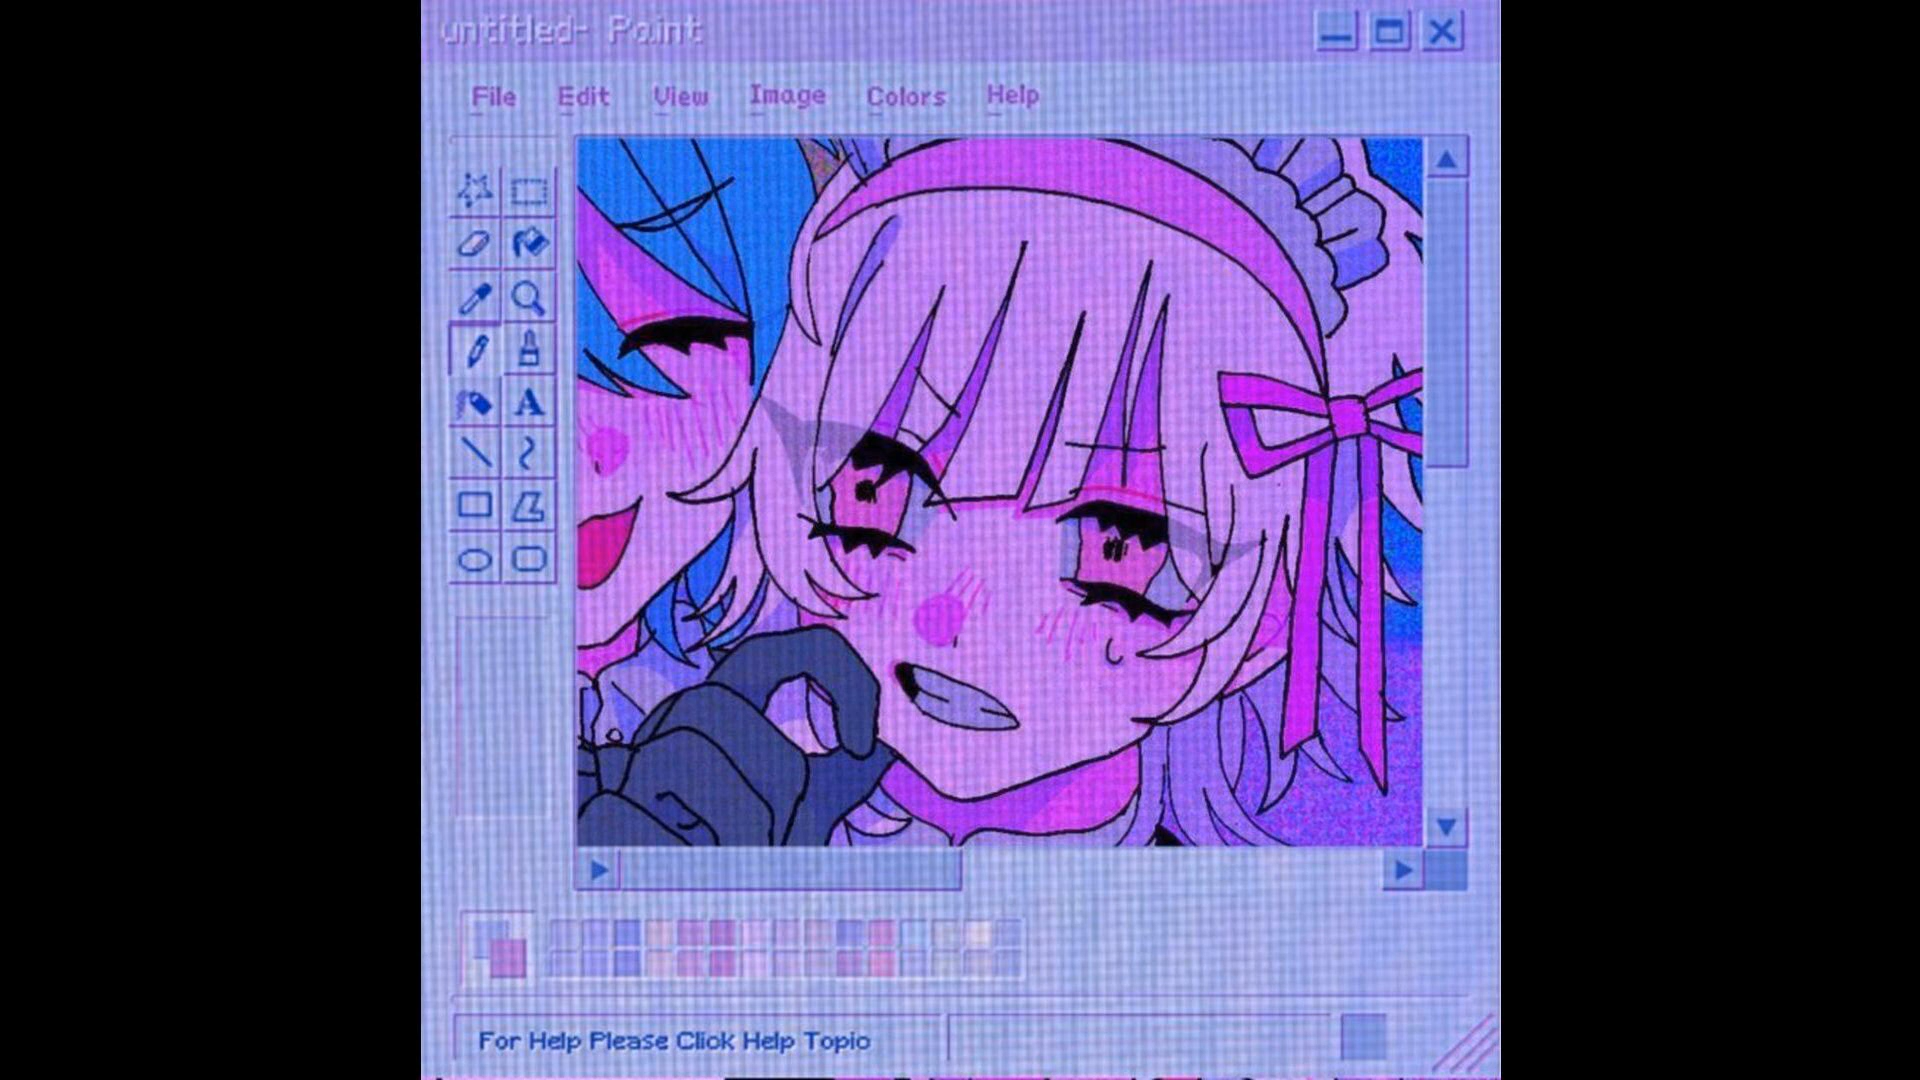 untitled- Paint
File Edit View Image Colors Help
A
For Help Please Click Help Topic